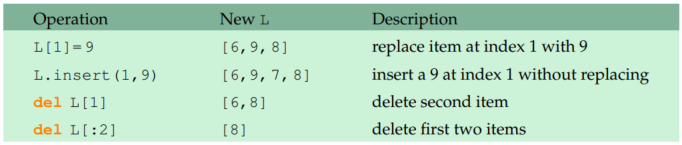 Operation New L Description
L[1]=9 [6,9,8] replace item at index 1 with 9
L.insert(1,9) [6,9,7,8] insert a 9 at index 1 without replacing
del L[1] [6,8] delete second item
del L[:2] [8] delete first two items